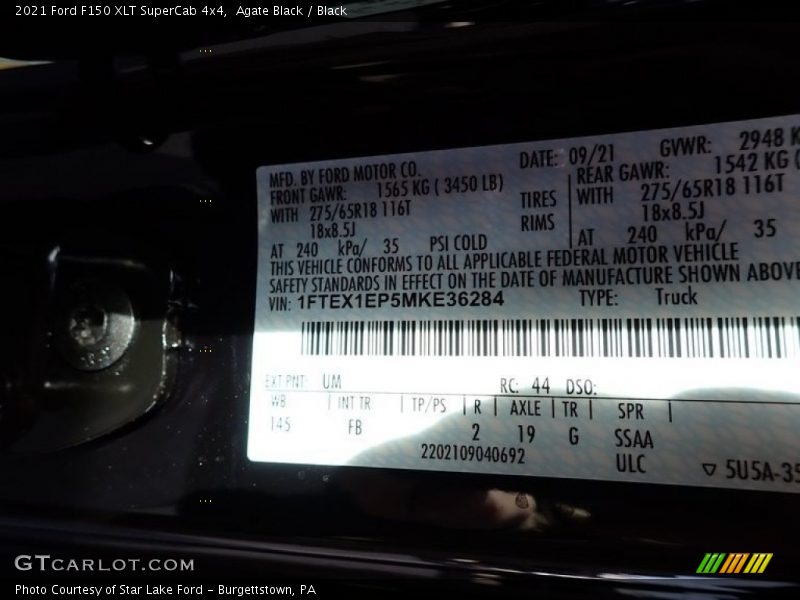 2021 Ford F150 XLT SuperCab 4x4,  Agate Black / Black
MFD. BY FORD MOTOR CO. DATE: 09/21 GVWR: 2948 K
FRONT GAWR: 1565 KG ( 3450 LB) REAR GAWR: 1542 KG (
WITH 275/65R18 116T TIRES WITH 275/65R18 116T
18x8.5J RIMS 18x8.5J
AT 240 kPa/ 35 PSI COLD AT 240 kPa/ 35
THIS VEHICLE CONFORMS TO ALL APPLICABLE FEDERAL MOTOR VEHICLE
SAFETY STANDARDS IN EFFECT ON THE DATE OF MANUFACTURE SHOWN ABOVE
VIN: 1FTEX1EP5MKE36284 TYPE: Truck
EXT PNT: UM RC: 44 DSO:
WB | INT TR | TP/PS | R | AXLE | TR | SPR |
145 FB 2 19 G SSAA
2202109040692 ULC ▽ 5U5A-35
GTCARLOT.COM
Photo Courtesy of Star Lake Ford - Burgettstown, PA